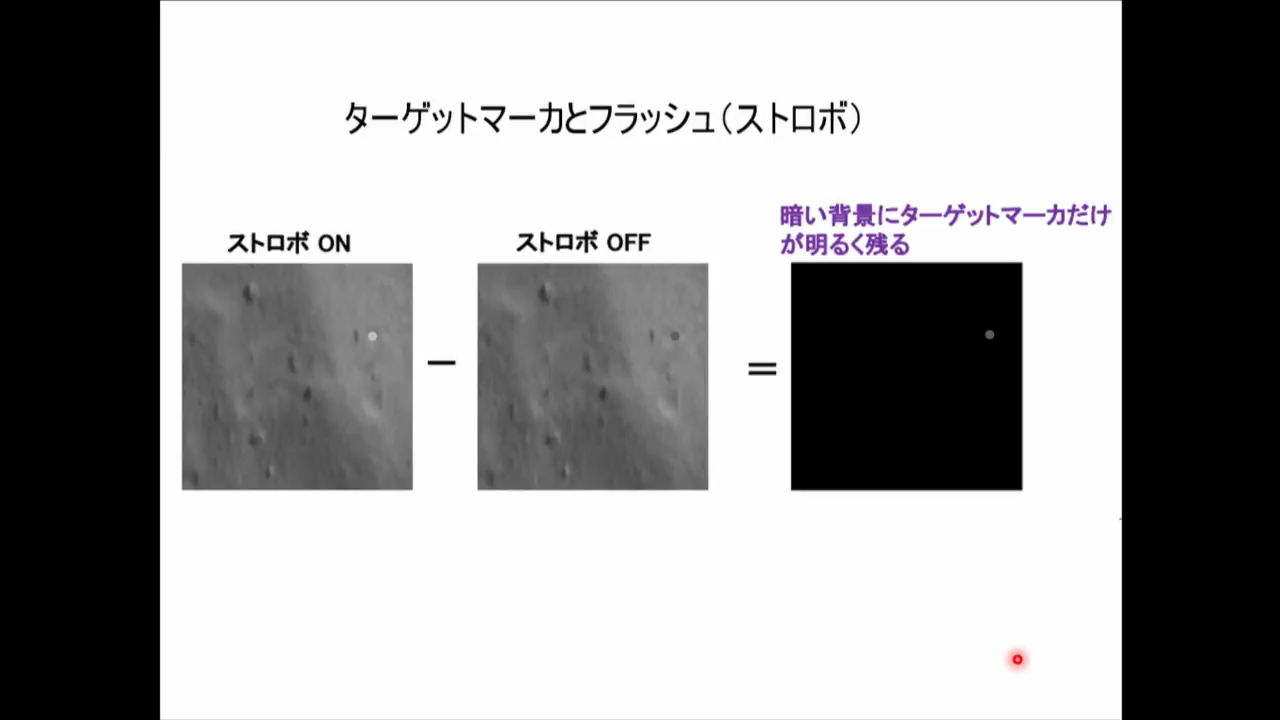 ターゲットマーカとフラッシュ（ストロボ）
ストロボ ON
ストロボ OFF
暗い背景にターゲットマーカだけ
が明るく残る
－
＝